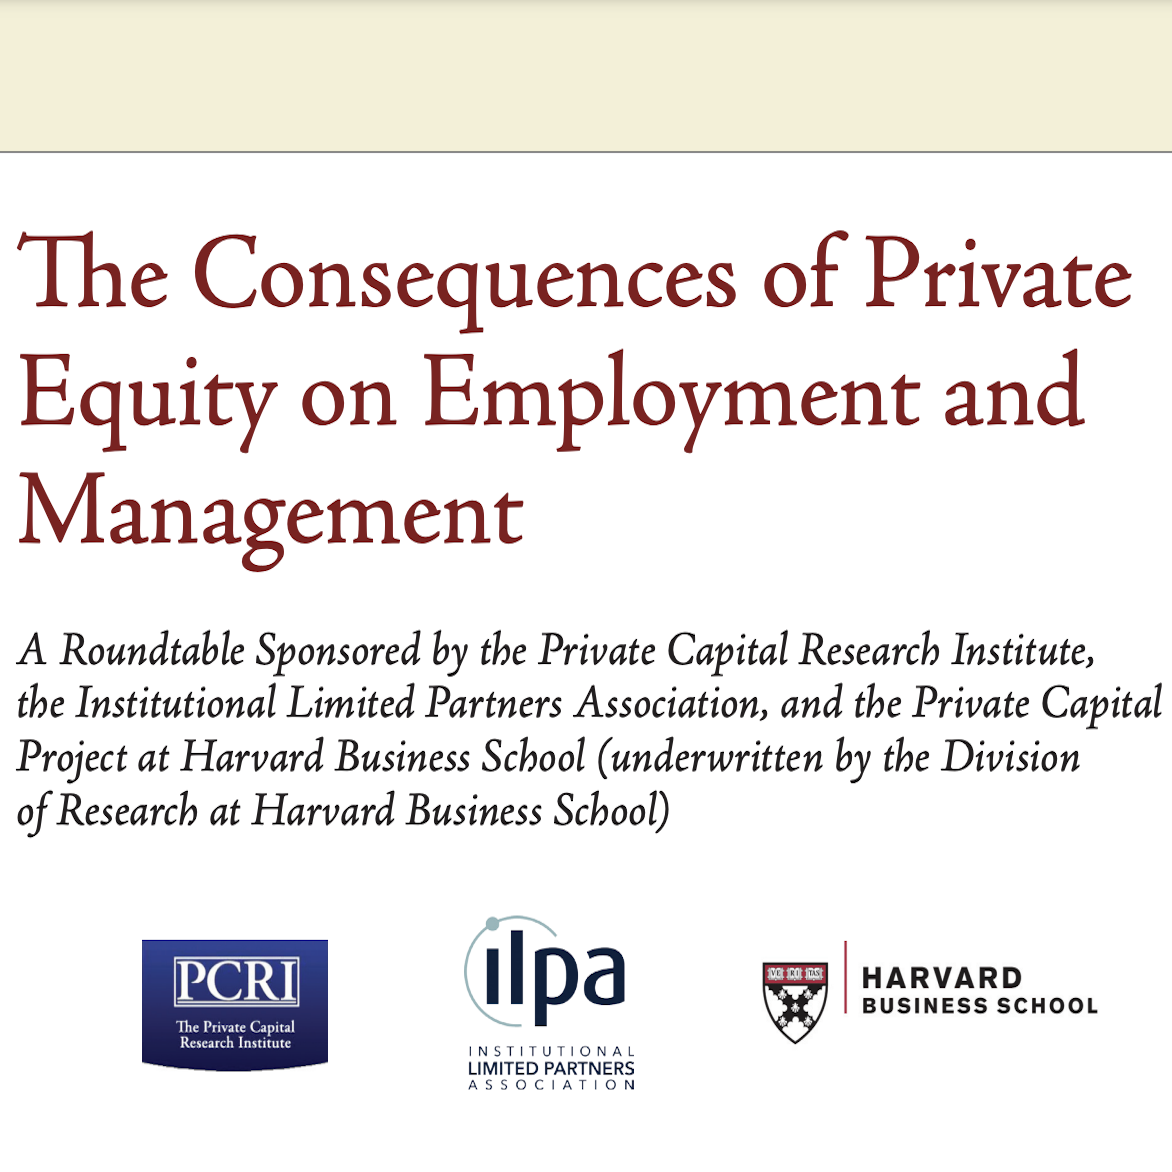 The Consequences of Private
Equity on Employment and
Management
A Roundtable Sponsored by the Private Capital Research Institute,
the Institutional Limited Partners Association, and the Private Capital
Project at Harvard Business School (underwritten by the Division
of Research at Harvard Business School)
PCRI
The Private Capital
Research Institute
ilpa
INSTITUTIONAL
LIMITED PARTNERS
ASSOCIATION
VE RI TAS
HARVARD
BUSINESS SCHOOL